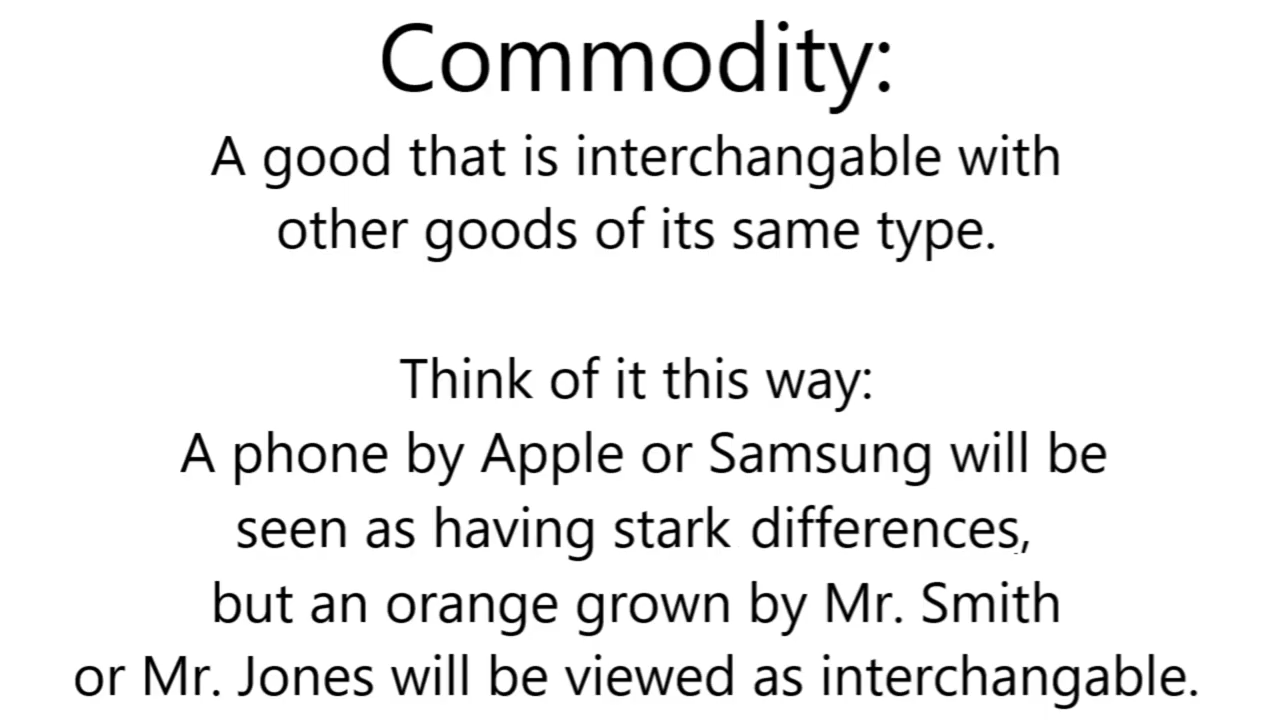 Commodity:
A good that is interchangable with
other goods of its same type.
Think of it this way:
A phone by Apple or Samsung will be
seen as having stark differences,
but an orange grown by Mr. Smith
or Mr. Jones will be viewed as interchangable.